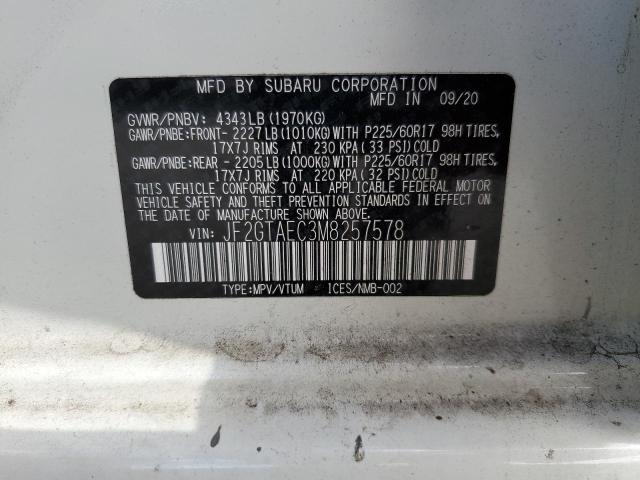 MFD BY SUBARU CORPORATION
MFD IN 09/20
GVWR/PNBV: 4343LB (1970KG)
GAWR/PNBE:FRONT- 2227LB (1010KG) WITH P225/60R17 98H TIRES,
17X7J RIMS AT 230 KPA (33 PSI) COLD
GAWR/PNBE:REAR - 2205LB (1000KG) WITH P225/60R17 98H TIRES,
17X7J RIMS AT 220 KPA (32 PSI) COLD
THIS VEHICLE CONFORMS TO ALL APPLICABLE FEDERAL MOTOR
VEHICLE SAFETY AND THEFT PREVENTION STANDARDS IN EFFECT ON
THE DATE OF MANUFACTURE SHOWN ABOVE.
VIN: JF2GTAEC3M8257578
TYPE:MPV/VTUM ICES/NMB-002